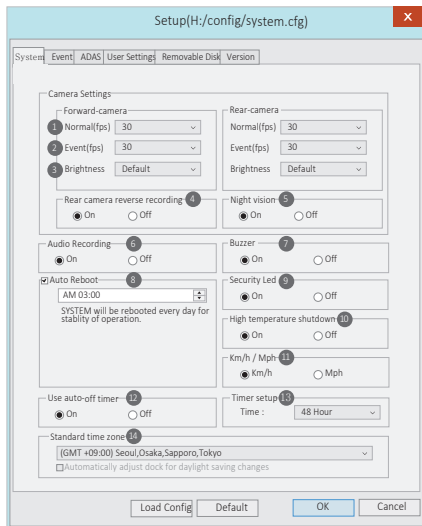 Setup(H:/config/system.cfg) x
System Event ADAS User Settings Removable Disk Version
Camera Settings
Forward-camera
1 Normal(fps) 30
2 Event(fps) 30
3 Brightness Default
Rear-camera
Normal(fps) 30
Event(fps) 30
Brightness Default
Rear camera reverse recording 4
On Off
Night vision 5
On Off
Audio Recording 6
On Off
Buzzer 7
On Off
Auto Reboot 8
AM 03:00
SYSTEM will be rebooted every day for
stablity of operation.
Security Led 9
On Off
High temperature shutdown 10
On Off
Km/h / Mph 11
Km/h Mph
Use auto-off timer 12
On Off
Timer setup 13
Time : 48 Hour
Standard time zone 14
(GMT +09:00) Seoul,Osaka,Sapporo,Tokyo
Automatically adjust dock for daylight saving changes
Load Config Default OK Cancel